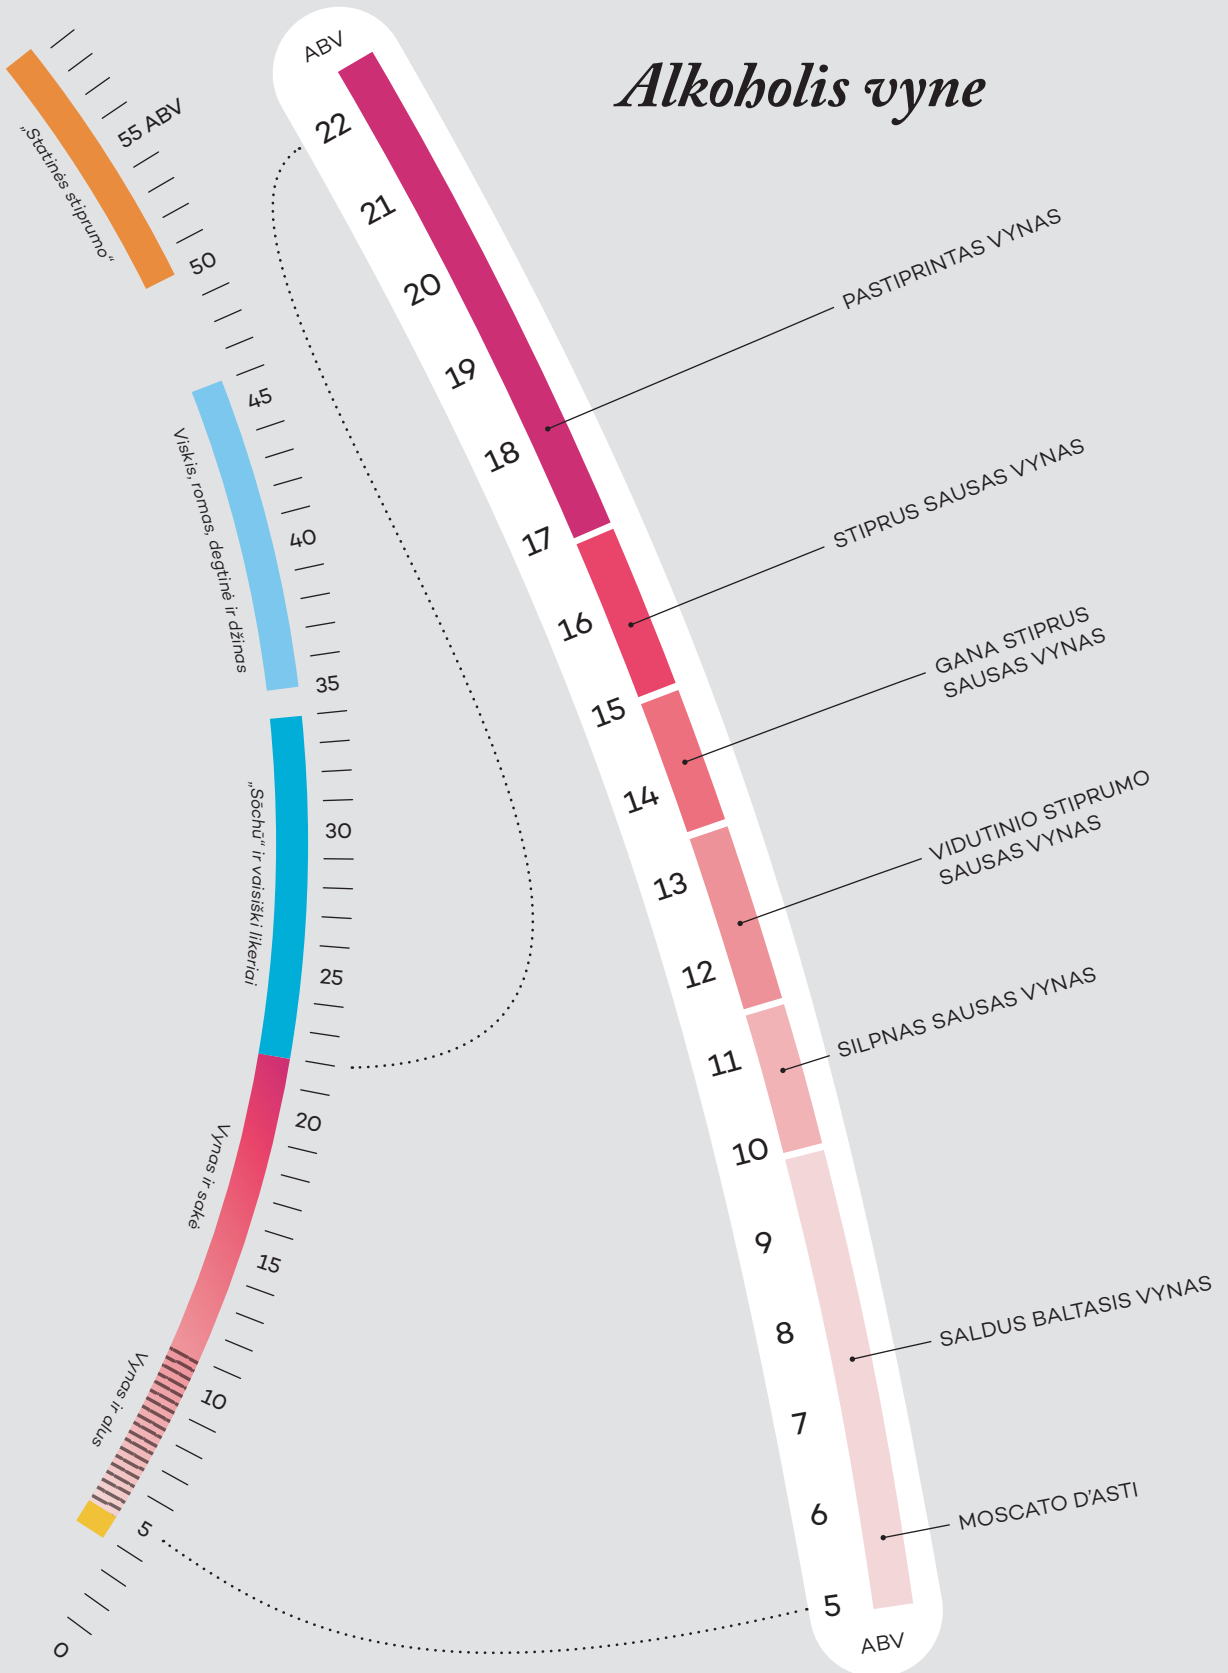 Alkoholis vyne
55 ABV
50
45
40
35
30
25
20
15
10
5
0
„Statinės stiprumo“
Viskis, romas, degtinė ir džinas
„Sōchū“ ir vaisiški likeriai
Vynas ir sakė
Vynas ir alus
ABV
22
21
20
19
18
17
16
15
14
13
12
11
10
9
8
7
6
5
ABV
PASTIPRINTAS VYNAS
STIPRUS SAUSAS VYNAS
GANA STIPRUS
SAUSAS VYNAS
VIDUTINIO STIPRUMO
SAUSAS VYNAS
SILPNAS SAUSAS VYNAS
SALDUS BALTASIS VYNAS
MOSCATO D’ASTI